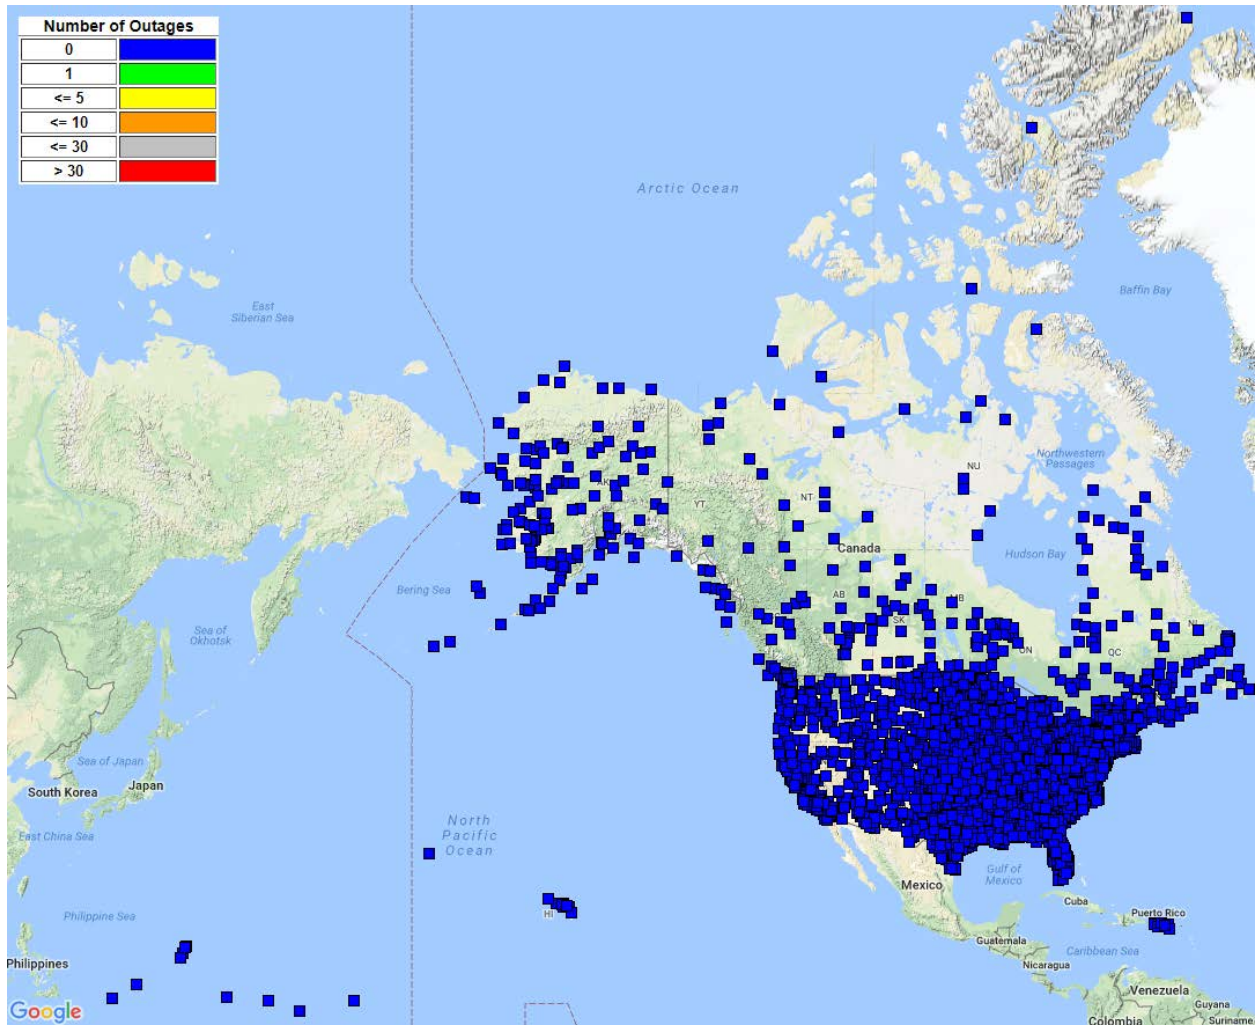 Number of Outages
0
1
<= 5
<= 10
<= 30
> 30
Arctic Ocean
Baffin Bay
East
Siberian Sea
Northwestern
Passages
NU
AK
YT
NT
Canada
Hudson Bay
Bering Sea
AB
MB
SK
NL
Sea of
Okhotsk
ON
QC
Sea of Japan
Japan
South Korea
East China Sea
North
Pacific
Ocean
Gulf of
Mexico
Mexico
Cuba
HI
Puerto Rico
Philippine Sea
Guatemala
Caribbean Sea
Nicaragua
Philippines
Venezuela
Guyana
Google
Colombia
Suriname